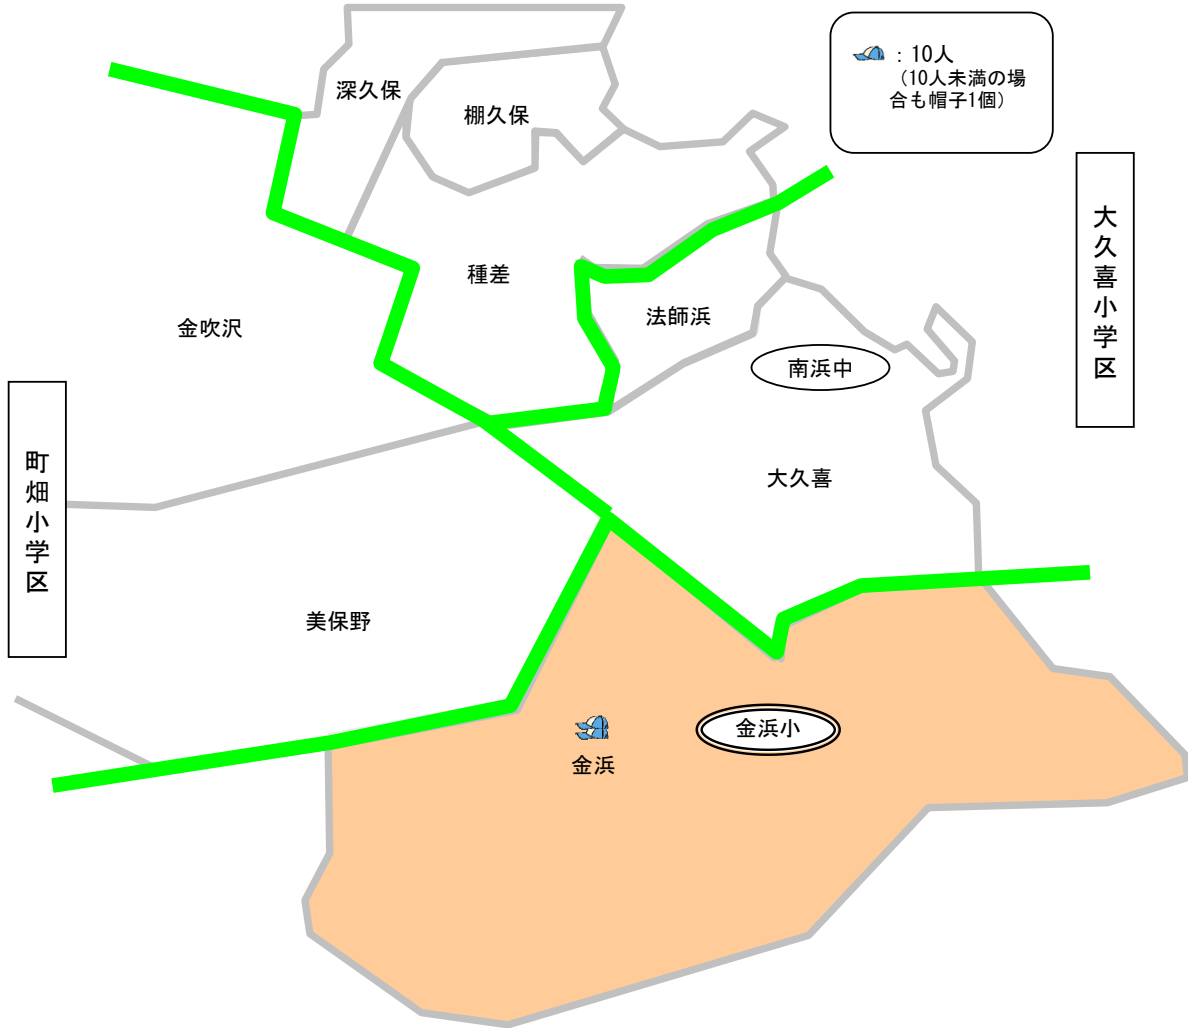 ：10人
（10人未満の場
合も帽子1個）
深久保
棚久保
大久喜小学区
種差
法師浜
金吹沢
南浜中
町畑小学区
大久喜
美保野
金浜小
金浜